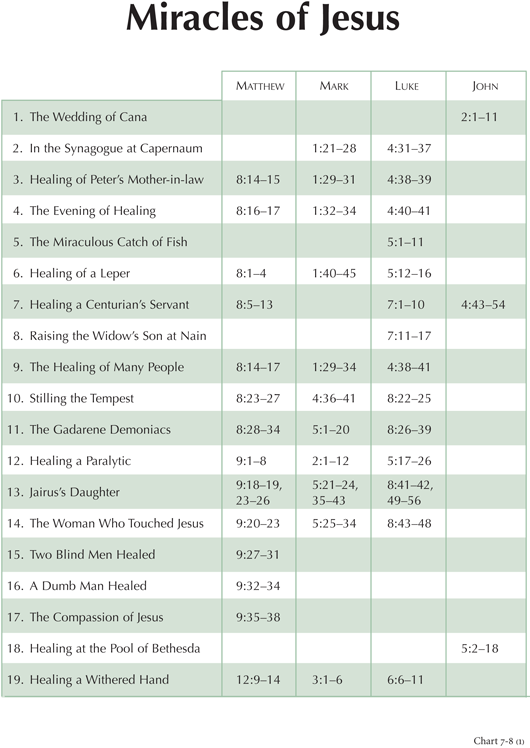 Miracles of Jesus
MATTHEW MARK LUKE JOHN
1. The Wedding of Cana 2:1–11
2. In the Synagogue at Capernaum 1:21–28 4:31–37
3. Healing of Peter’s Mother-in-law 8:14–15 1:29–31 4:38–39
4. The Evening of Healing 8:16–17 1:32–34 4:40–41
5. The Miraculous Catch of Fish 5:1–11
6. Healing of a Leper 8:1–4 1:40–45 5:12–16
7. Healing a Centurian’s Servant 8:5–13 7:1–10 4:43–54
8. Raising the Widow’s Son at Nain 7:11–17
9. The Healing of Many People 8:14–17 1:29–34 4:38–41
10. Stilling the Tempest 8:23–27 4:36–41 8:22–25
11. The Gadarene Demoniacs 8:28–34 5:1–20 8:26–39
12. Healing a Paralytic 9:1–8 2:1–12 5:17–26
13. Jairus’s Daughter 9:18–19, 5:21–24, 8:41–42,
23–26 35–43 49–56
14. The Woman Who Touched Jesus 9:20–23 5:25–34 8:43–48
15. Two Blind Men Healed 9:27–31
16. A Dumb Man Healed 9:32–34
17. The Compassion of Jesus 9:35–38
18. Healing at the Pool of Bethesda 5:2–18
19. Healing a Withered Hand 12:9–14 3:1–6 6:6–11
Chart 7-8 (1)